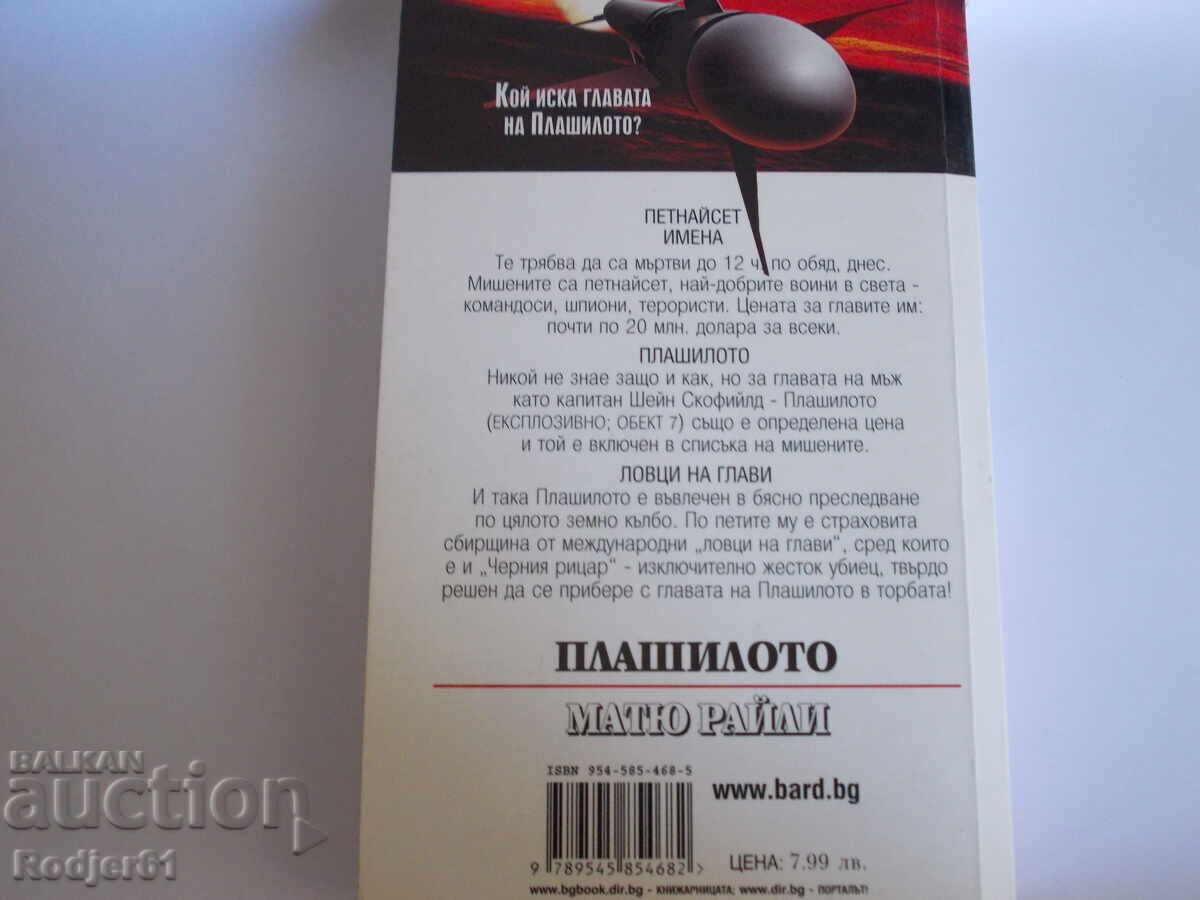 Кой иска главата
на Плашилото?
ПЕТНАЙСЕТ
ИМЕНА
Те трябва да са мъртви до 12 ч. по обяд, днес.
Мишените са петнайсет, най-добрите воини в света -
командоси, шпиони, терористи. Цената за главите им:
почти по 20 млн. долара за всеки.
ПЛАШИЛОТО
Никой не знае защо и как, но за главата на мъж
като капитан Шейн Скофийлд - Плашилото
(ЕКСПЛОЗИВНО; ОБЕКТ 7) също е определена цена
и той е включен в списъка на мишените.
ЛОВЦИ НА ГЛАВИ
И така Плашилото е въвлечен в бясно преследване
по цялото земно кълбо. По петите му е страховита
сбирщина от международни „ловци на глави“, сред които
е и „Черния рицар“ - изключително жесток убиец, твърдо
решен да се прибере с главата на Плашилото в торбата!
ПЛАШИЛОТО
МАТЮ РАЙЛИ
ISBN 954-585-468-5
www.bard.bg
9 789545 854682 >
ЦЕНА: 7.99 лв.
www.bgbook.dir.bg - КНИЖАРНИЦАТА; www.dir.bg - ПОРТАЛЪТ!
BALKAN
auction
Rodjer61